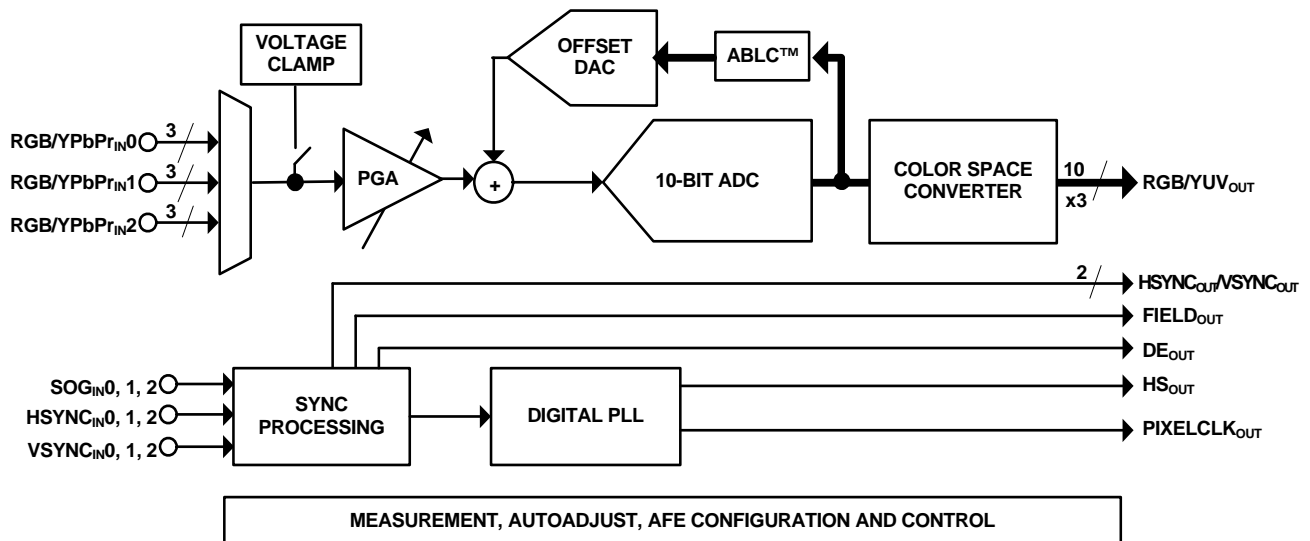 VOLTAGE
CLAMP
OFFSET
DAC
ABLC™
RGB/YPbPrIN0
3
RGB/YPbPrIN1
3
RGB/YPbPrIN2
3
PGA
+
10-BIT ADC
COLOR SPACE
CONVERTER
10
x3
RGB/YUVOUT
2
HSYNCOUT/VSYNCOUT
FIELDOUT
DEOUT
SOGIN0, 1, 2
HSYNCIN0, 1, 2
VSYNCIN0, 1, 2
SYNC
PROCESSING
DIGITAL PLL
HSOUT
PIXELCLKOUT
MEASUREMENT, AUTOADJUST, AFE CONFIGURATION AND CONTROL